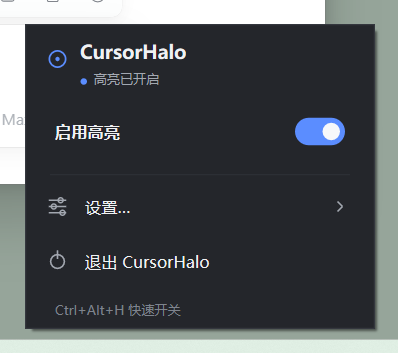 CursorHalo
高亮已开启
Ma
启用高亮
设置...
退出 CursorHalo
Ctrl+Alt+H 快速开关